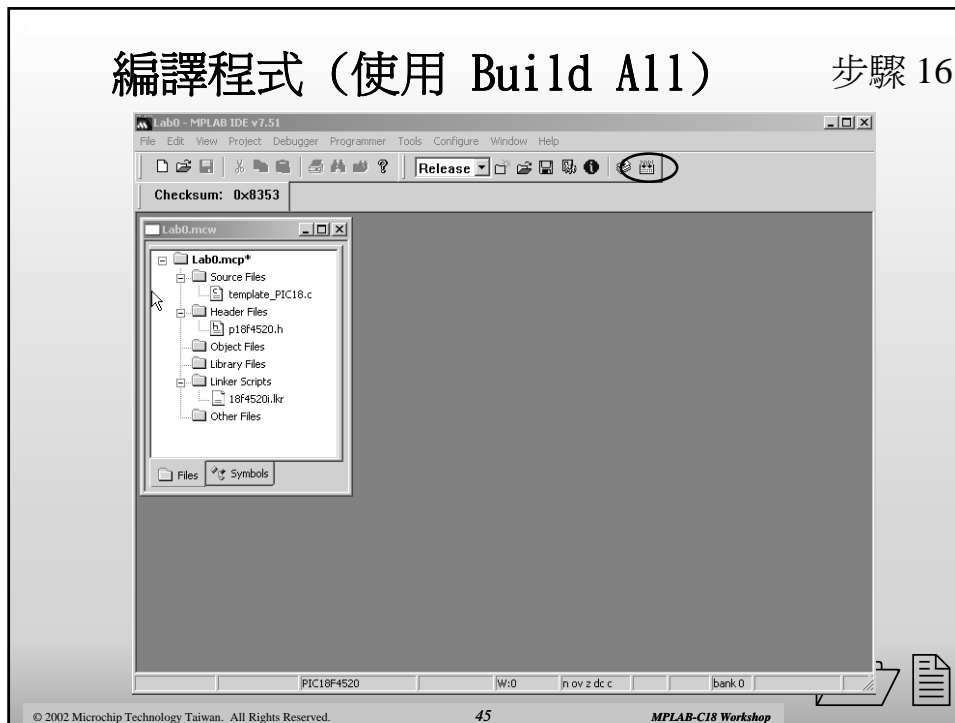 編譯程式 (使用 Build All)
步驟 16
Lab0 - MPLAB IDE v7.51
File Edit View Project Debugger Programmer Tools Configure Window Help
Release
Checksum: 0x8353
Lab0.mcw
Lab0.mcp*
Source Files
template_PIC18.c
Header Files
p18f4520.h
Object Files
Library Files
Linker Scripts
18f4520i.lkr
Other Files
Files Symbols
PIC18F4520 W:0 n ov z dc c bank 0
© 2002 Microchip Technology Taiwan. All Rights Reserved. 45 MPLAB-C18 Workshop